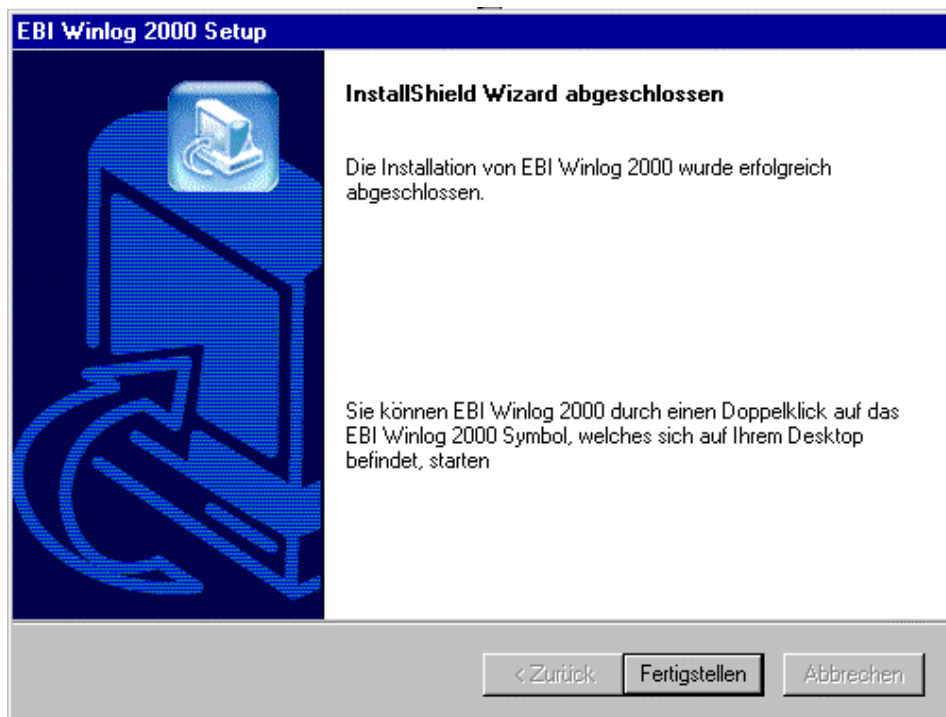 EBI Winlog 2000 Setup
InstallShield Wizard abgeschlossen
Die Installation von EBI Winlog 2000 wurde erfolgreich
abgeschlossen.
Sie können EBI Winlog 2000 durch einen Doppelklick auf das
EBI Winlog 2000 Symbol, welches sich auf Ihrem Desktop
befindet, starten
< Zurück
Fertigstellen
Abbrechen